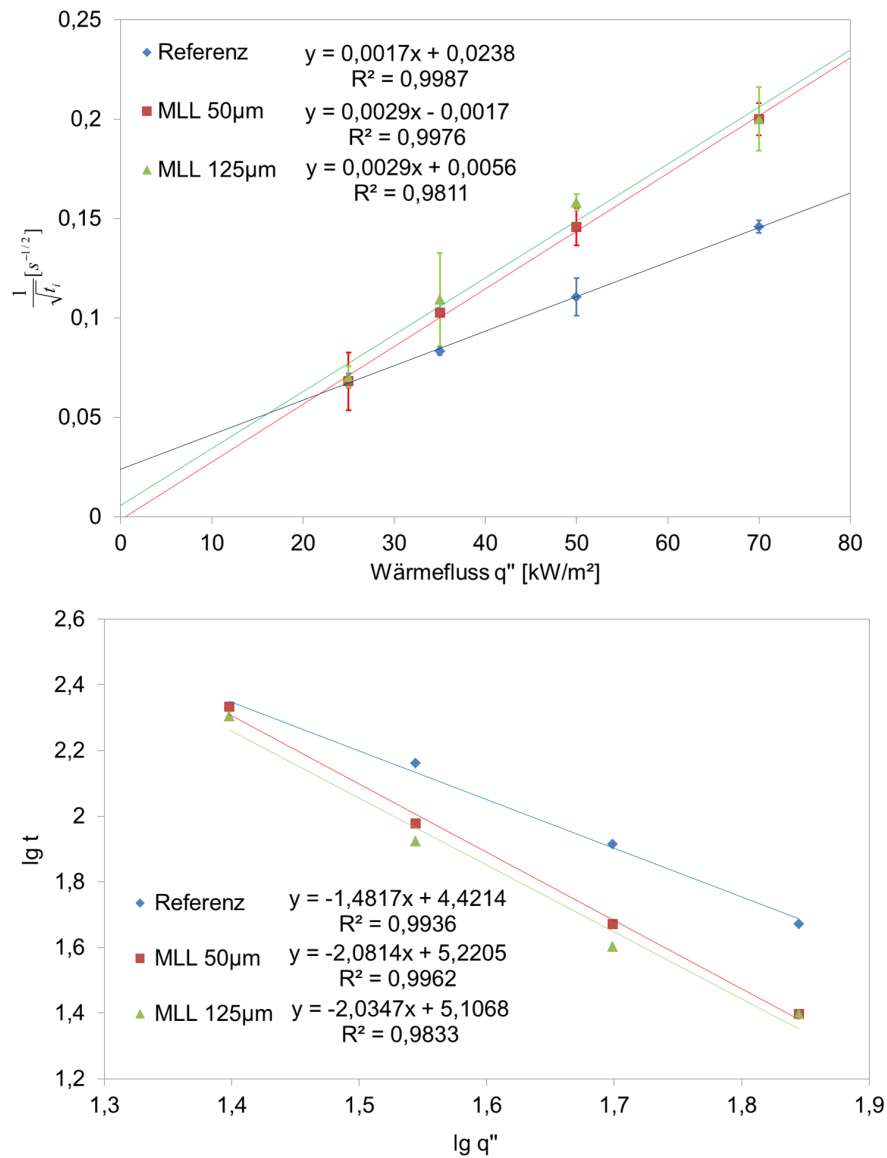 0,25
0,2
0,15
0,1
0,05
0
1/√t_i [s^{-1/2}]
Referenz y = 0,0017x + 0,0238
R² = 0,9987
MLL 50µm y = 0,0029x - 0,0017
R² = 0,9976
MLL 125µm y = 0,0029x + 0,0056
R² = 0,9811
0 10 20 30 40 50 60 70 80
Wärmefluss q" [kW/m²]
2,6
2,4
2,2
2
1,8
1,6
1,4
1,2
lg t
Referenz y = -1,4817x + 4,4214
R² = 0,9936
MLL 50µm y = -2,0814x + 5,2205
R² = 0,9962
MLL 125µm y = -2,0347x + 5,1068
R² = 0,9833
1,3 1,4 1,5 1,6 1,7 1,8 1,9
lg q"